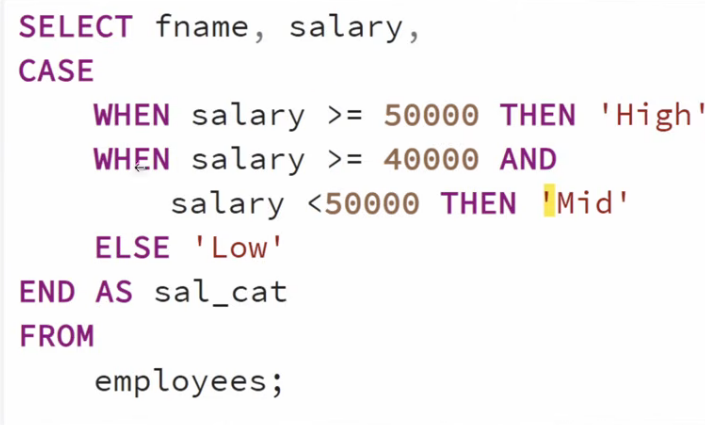 SELECT fname, salary,
CASE
    WHEN salary >= 50000 THEN 'High'
    WHEN salary >= 40000 AND
        salary <50000 THEN 'Mid'
    ELSE 'Low'
END AS sal_cat
FROM
    employees;